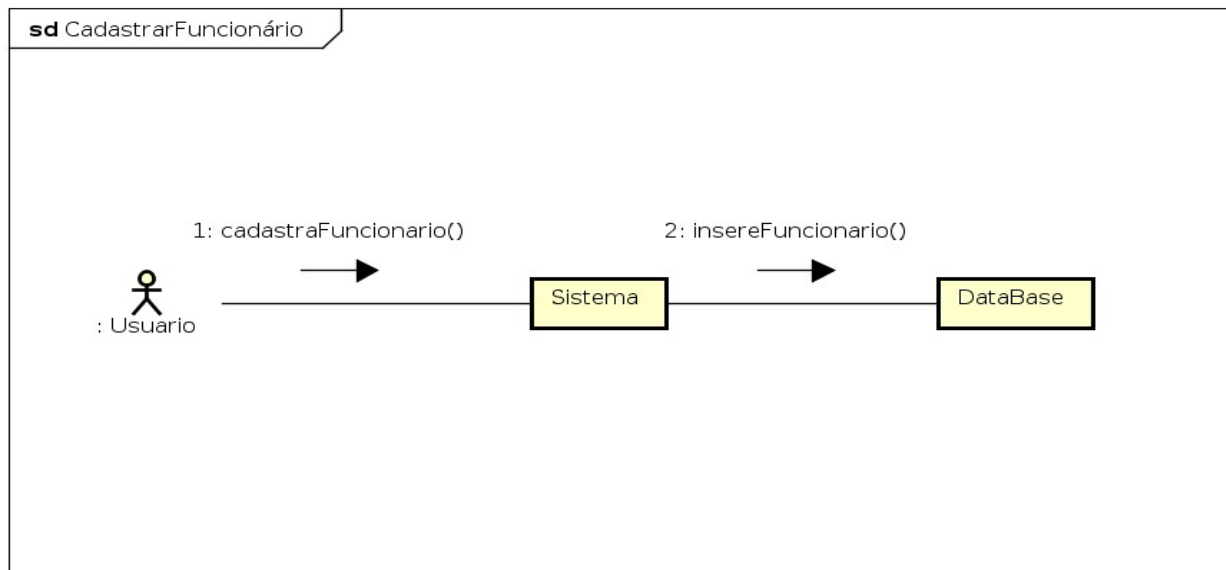 sd CadastrarFuncionário
1: cadastraFuncionario()
2: insereFuncionario()
Sistema
DataBase
: Usuario